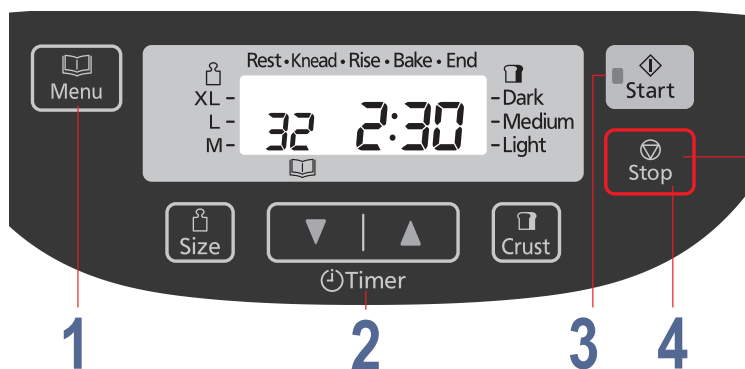 Menu
Rest • Knead • Rise • Bake • End
XL –
L –
M –
32 2:30
– Dark
– Medium
– Light
Start
Stop
Size
Crust
Timer
1
2
3
4